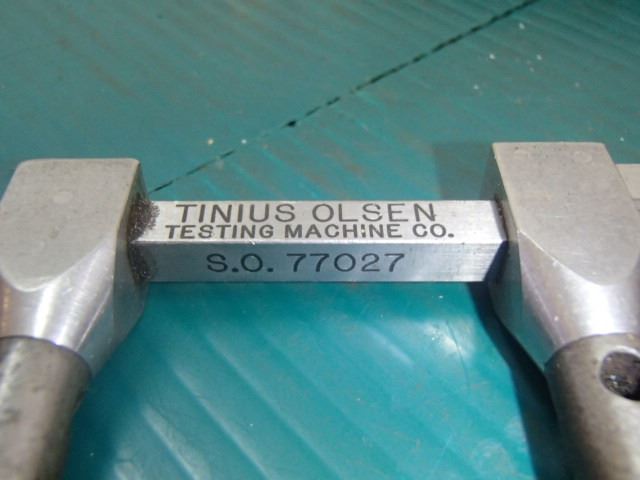 TINIUS OLSEN
TESTING MACHINE CO.
S.O. 77027